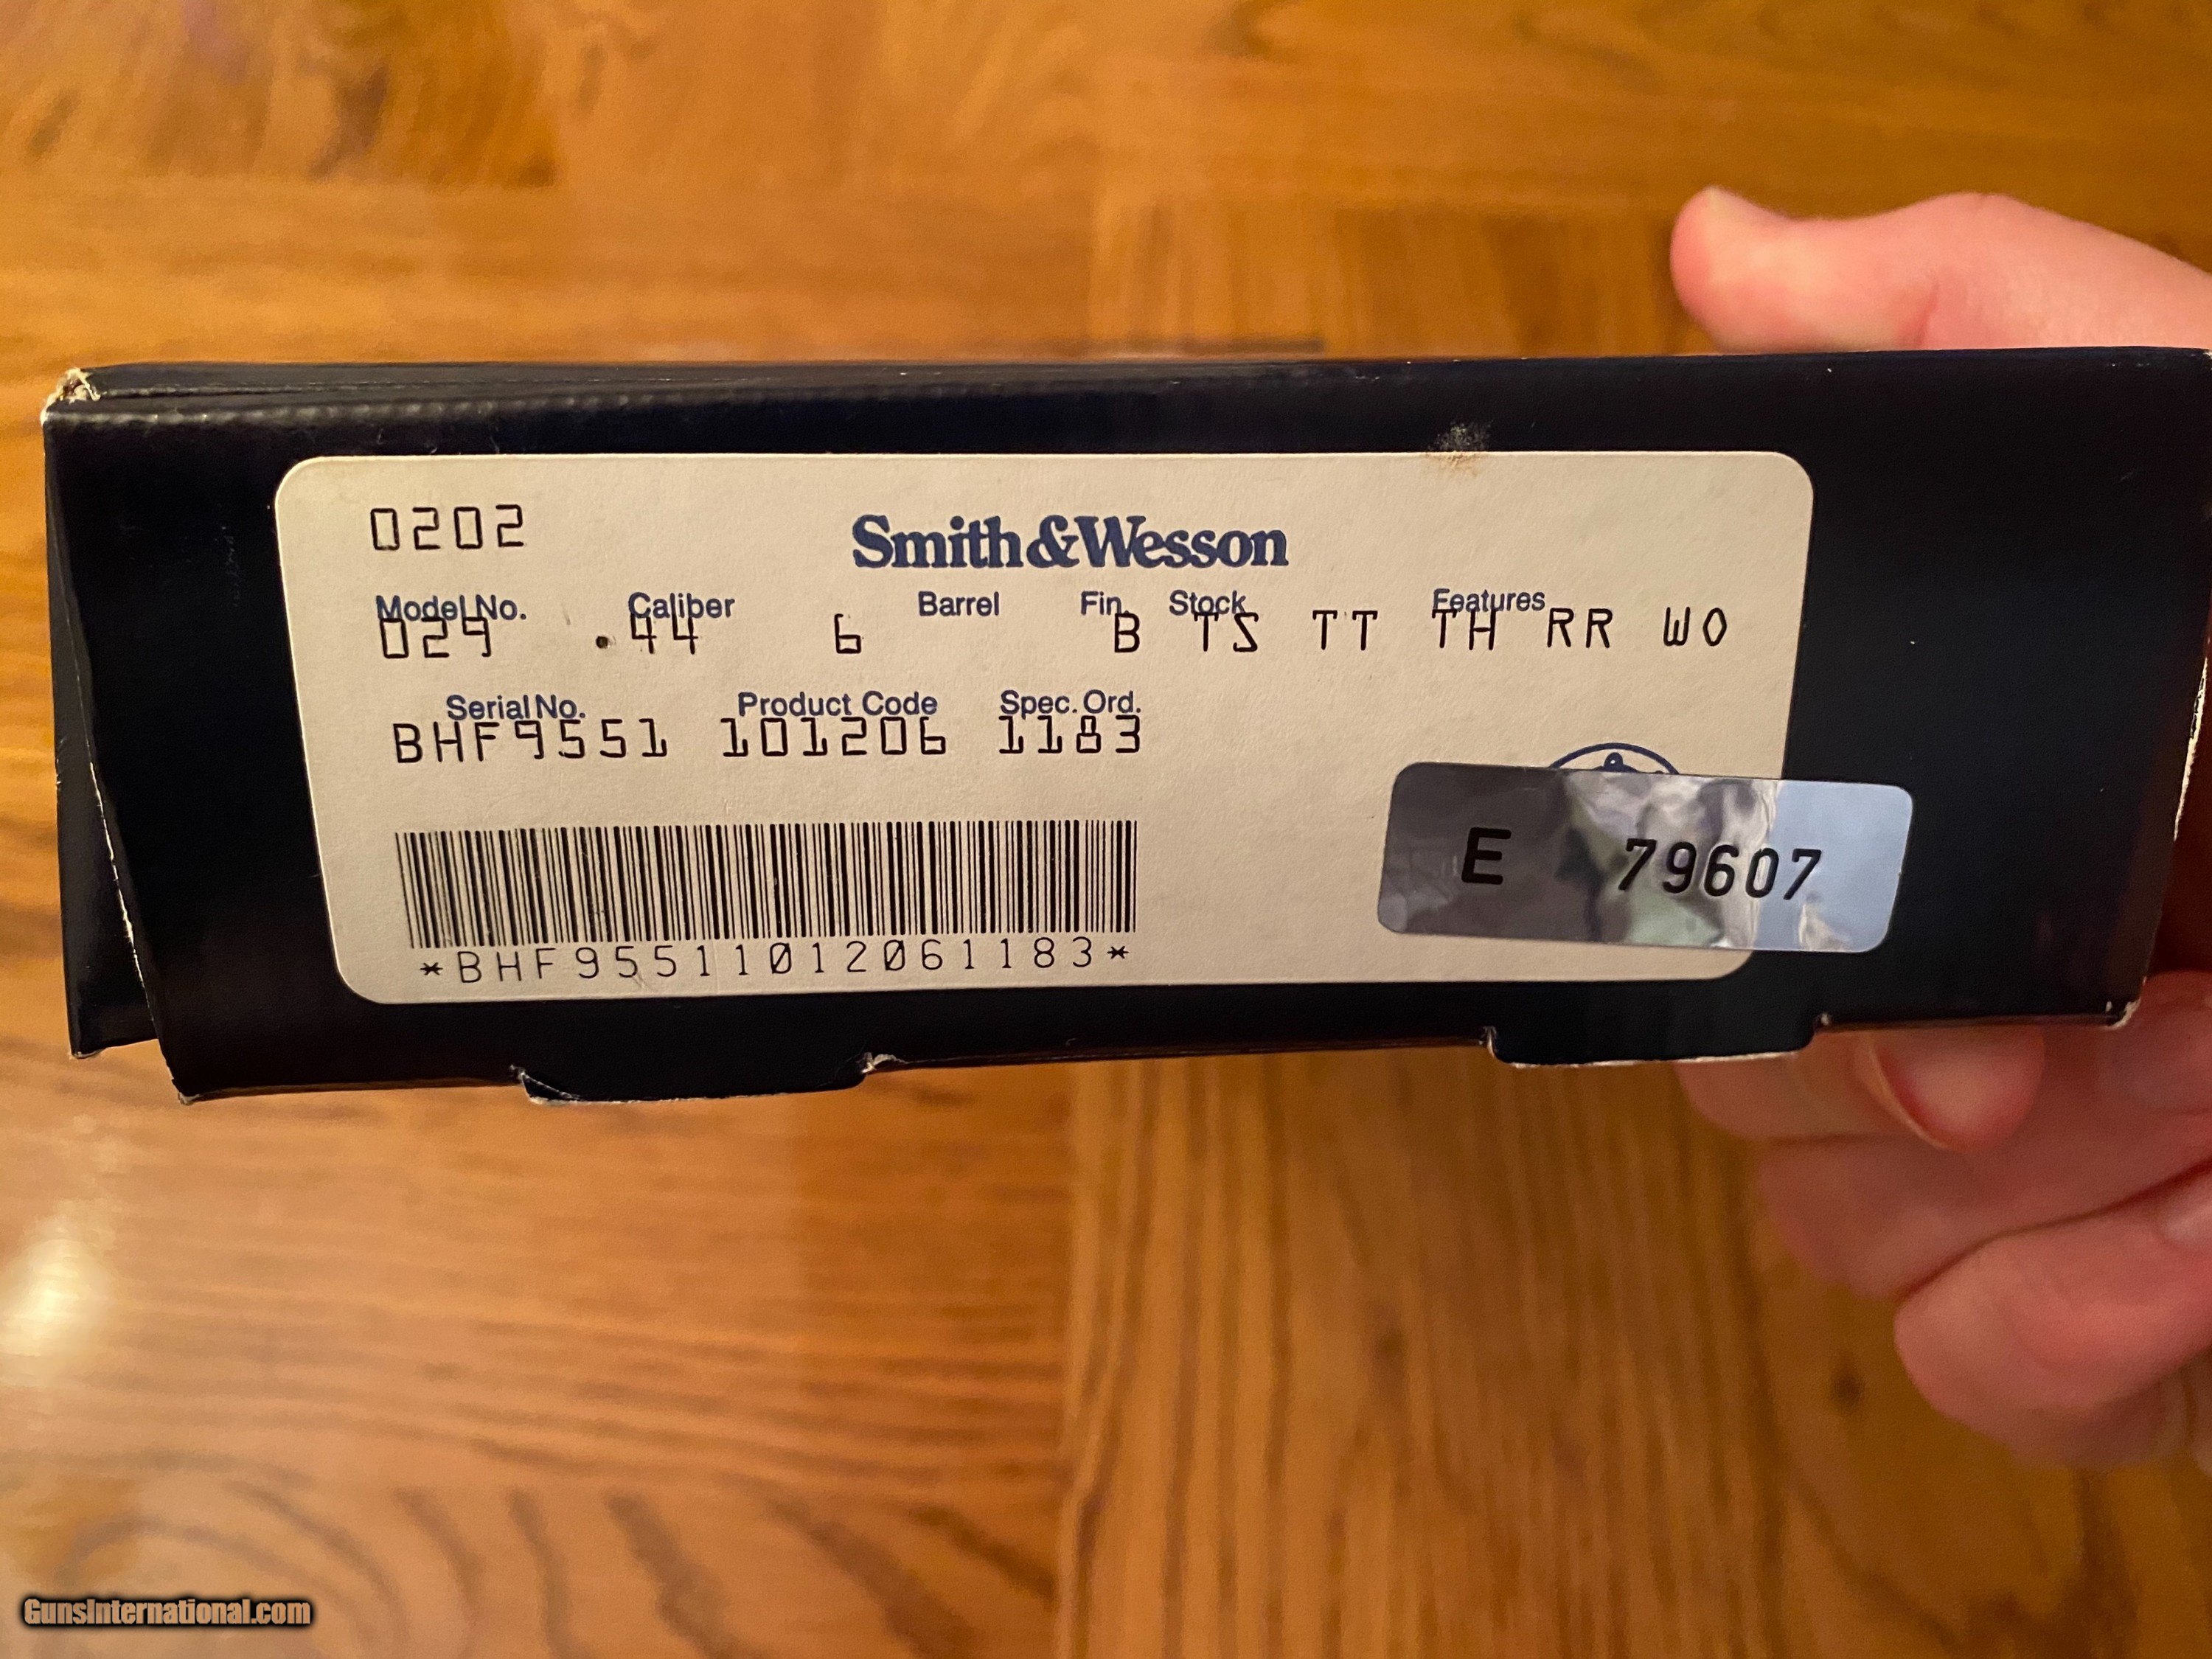 0202
Smith & Wesson
Model No. Caliber Barrel Fin. Stock Features
029 .44 6 B TS TT TH RR WO
Serial No. Product Code Spec. Ord.
BHF9551 101206 1183
E 79607
*BHF95511012061183*
GunsInternational.com